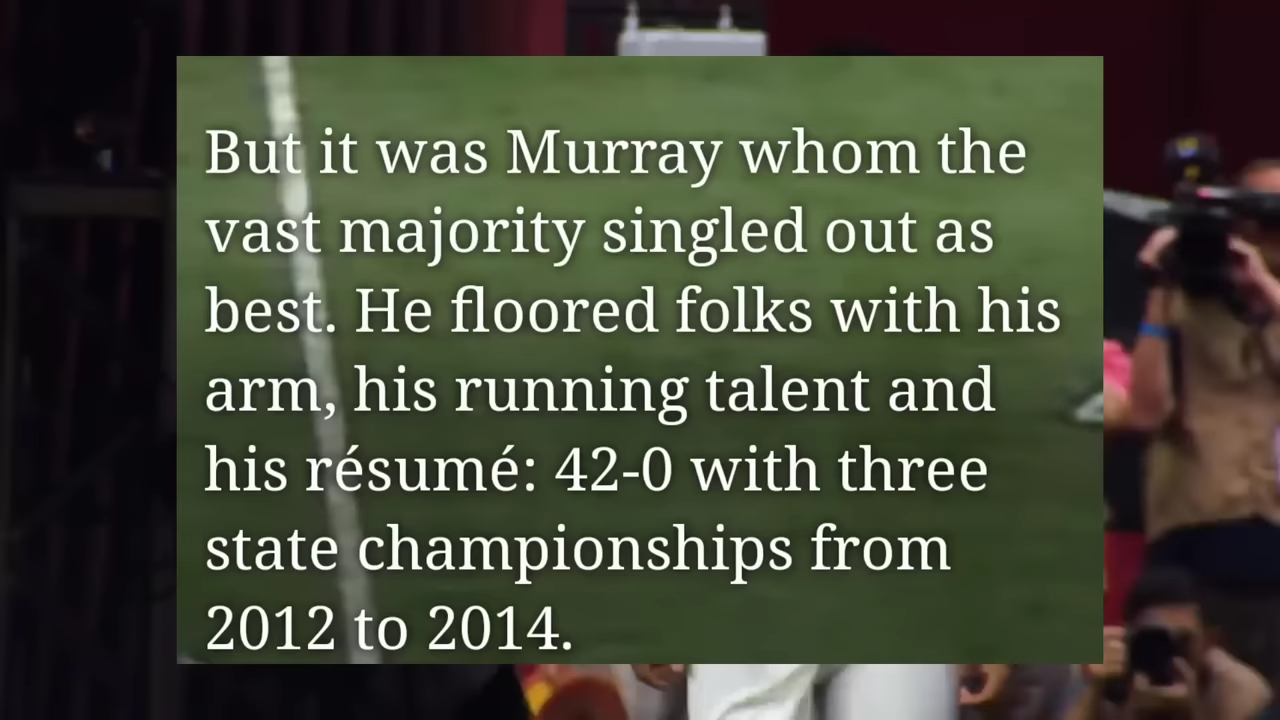 But it was Murray whom the
vast majority singled out as
best. He floored folks with his
arm, his running talent and
his résumé: 42-0 with three
state championships from
2012 to 2014.